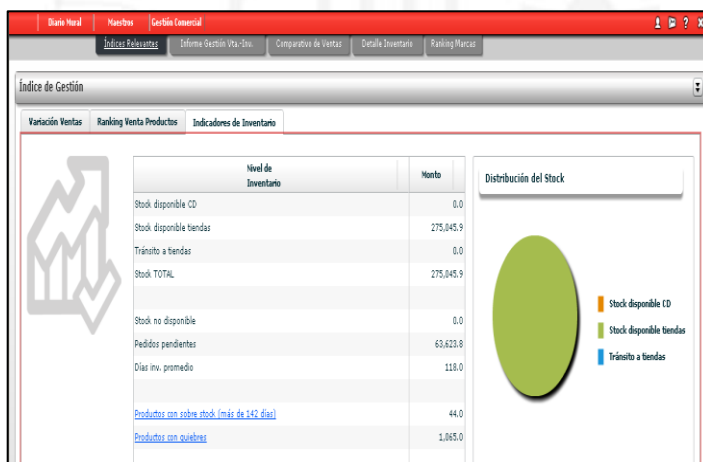 Diario Mural Maestros Gestión Comercial ?
Índices Relevantes Informe Gestión Vta.-Inv. Comparativo de Ventas Detalle Inventario Ranking Marcas
Índice de Gestión
Variación Ventas Ranking Venta Productos Indicadores de Inventario
Nivel de
Inventario Monto
Stock disponible CD 0.0
Stock disponible tiendas 275,045.9
Tránsito a tiendas 0.0
Stock TOTAL 275,045.9
Stock no disponible 0.0
Pedidos pendientes 63,623.8
Días inv. promedio 118.0
Productos con sobre stock (más de 142 días) 44.0
Productos con quiebres 1,065.0
Distribución del Stock
Stock disponible CD
Stock disponible tiendas
Tránsito a tiendas